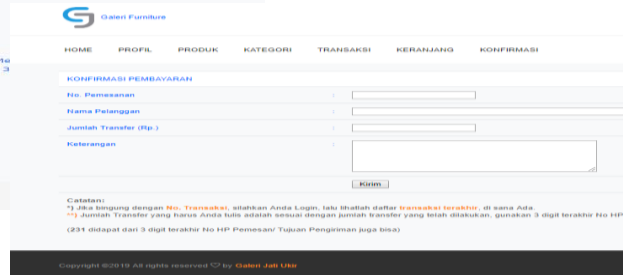 Galeri Furniture
HOME PROFIL PRODUK KATEGORI TRANSAKSI KERANJANG KONFIRMASI
KONFIRMASI PEMBAYARAN
No. Pemesanan :
Nama Pelanggan :
Jumlah Transfer (Rp.) :
Keterangan :
Kirim
Catatan:
*) Jika bingung dengan No. Transaksi, silahkan Anda Login, lalu lihatlah daftar transaksi terakhir, di sana Ada.
**) Jumlah Transfer yang harus Anda tulis adalah sesuai dengan jumlah transfer yang telah dilakukan, gunakan 3 digit terakhir No HP
(231 didapat dari 3 digit terakhir No HP Pemesan/ Tujuan Pengiriman juga bisa)
Copyright ©2019 All rights reserved by Galeri Jati Ukir